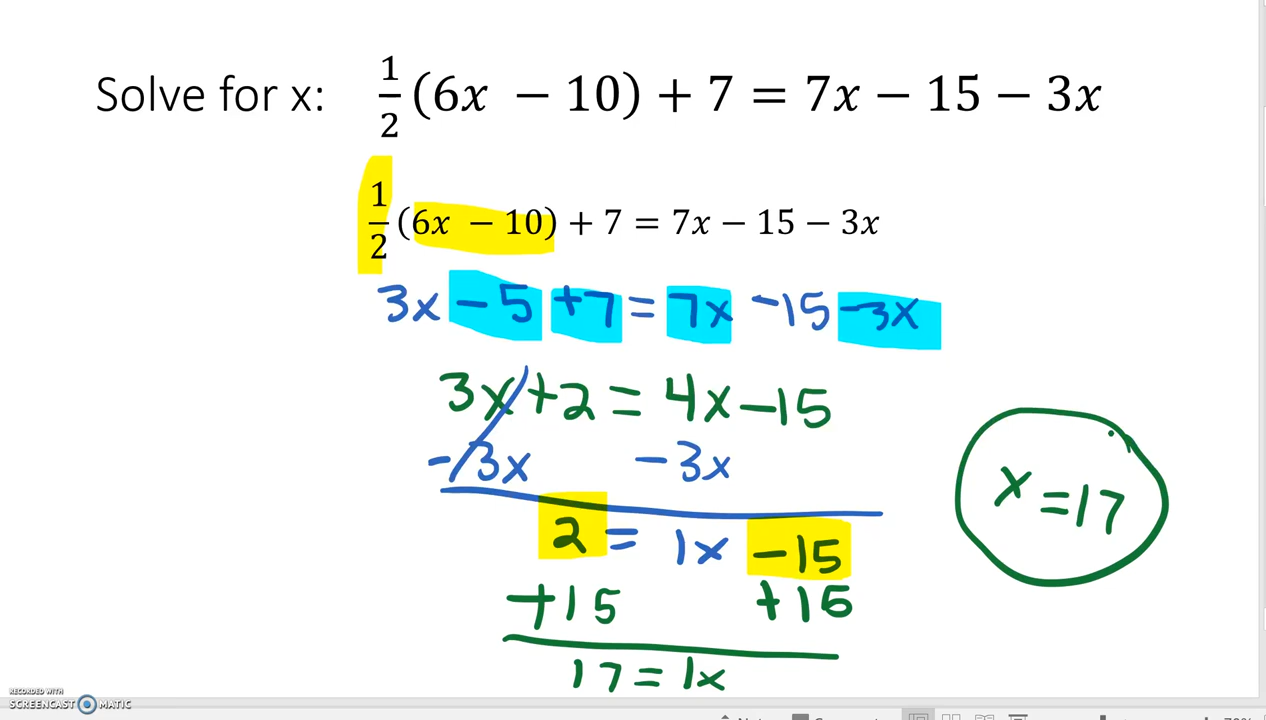 Solve for x: 1/2 (6x − 10) + 7 = 7x − 15 − 3x
1/2 (6x − 10) + 7 = 7x − 15 − 3x
3x −5 +7 = 7x −15 −3x
3x +2 = 4x −15
−3x −3x
2 = 1x −15
+15 +15
17 = 1x
x = 17
RECORDED WITH
SCREENCAST MATIC